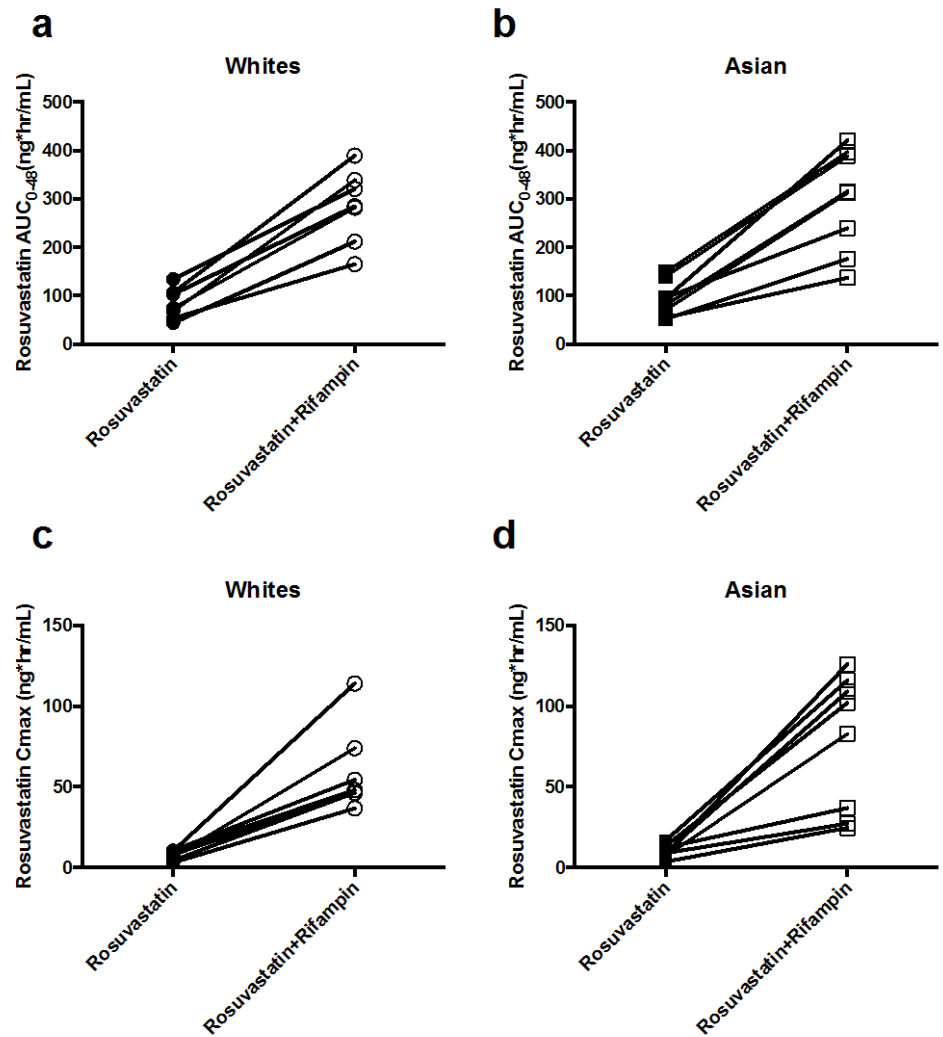 a
Whites
Rosuvastatin AUC0-48(ng*hr/mL)
500
400
300
200
100
0
Rosuvastatin
Rosuvastatin+Rifampin
b
Asian
Rosuvastatin AUC0-48(ng*hr/mL)
500
400
300
200
100
0
Rosuvastatin
Rosuvastatin+Rifampin
c
Whites
Rosuvastatin Cmax (ng*hr/mL)
150
100
50
0
Rosuvastatin
Rosuvastatin+Rifampin
d
Asian
Rosuvastatin Cmax (ng*hr/mL)
150
100
50
0
Rosuvastatin
Rosuvastatin+Rifampin